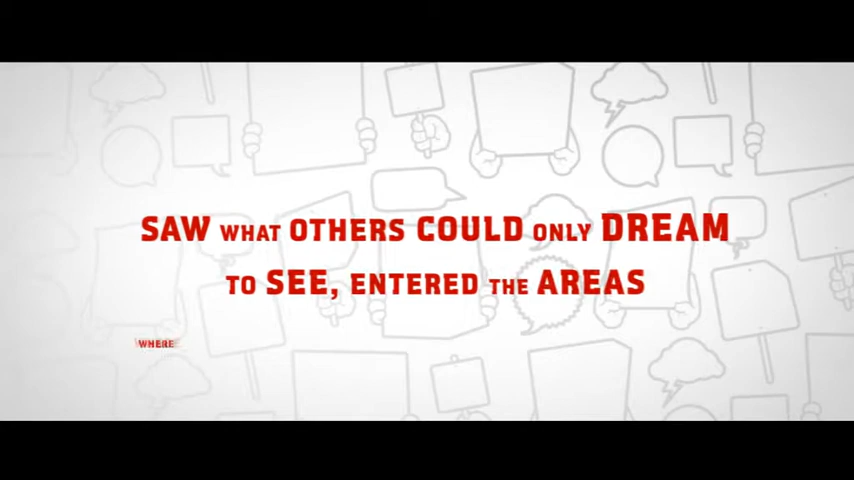 SAW WHAT OTHERS COULD ONLY DREAM
TO SEE, ENTERED THE AREAS
WHERE